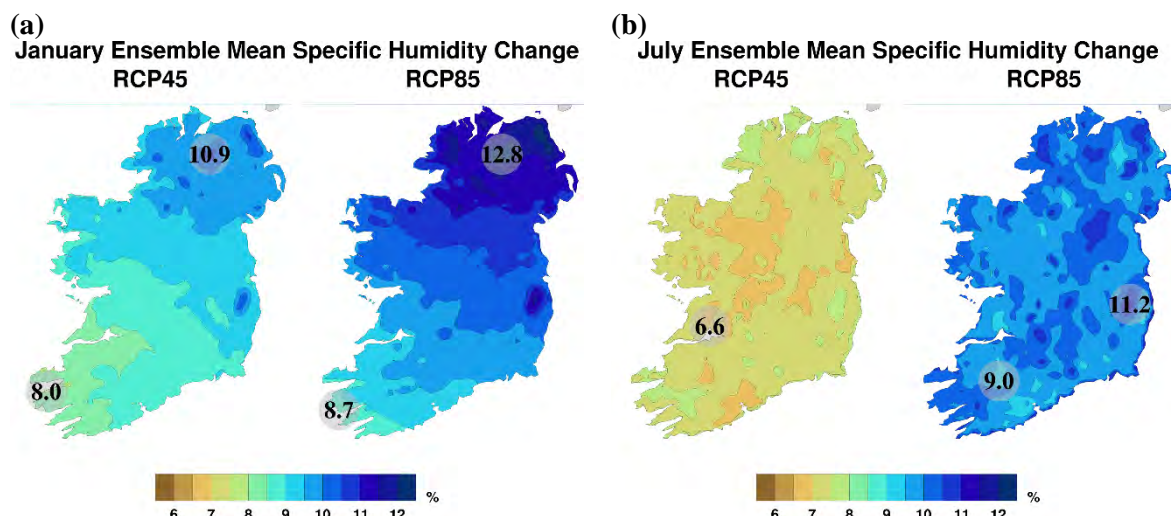 (a)
January Ensemble Mean Specific Humidity Change
RCP45 RCP85
10.9
12.8
8.0
8.7
6 7 8 9 10 11 12 %
(b)
July Ensemble Mean Specific Humidity Change
RCP45 RCP85
6.6
11.2
9.0
6 7 8 9 10 11 12 %